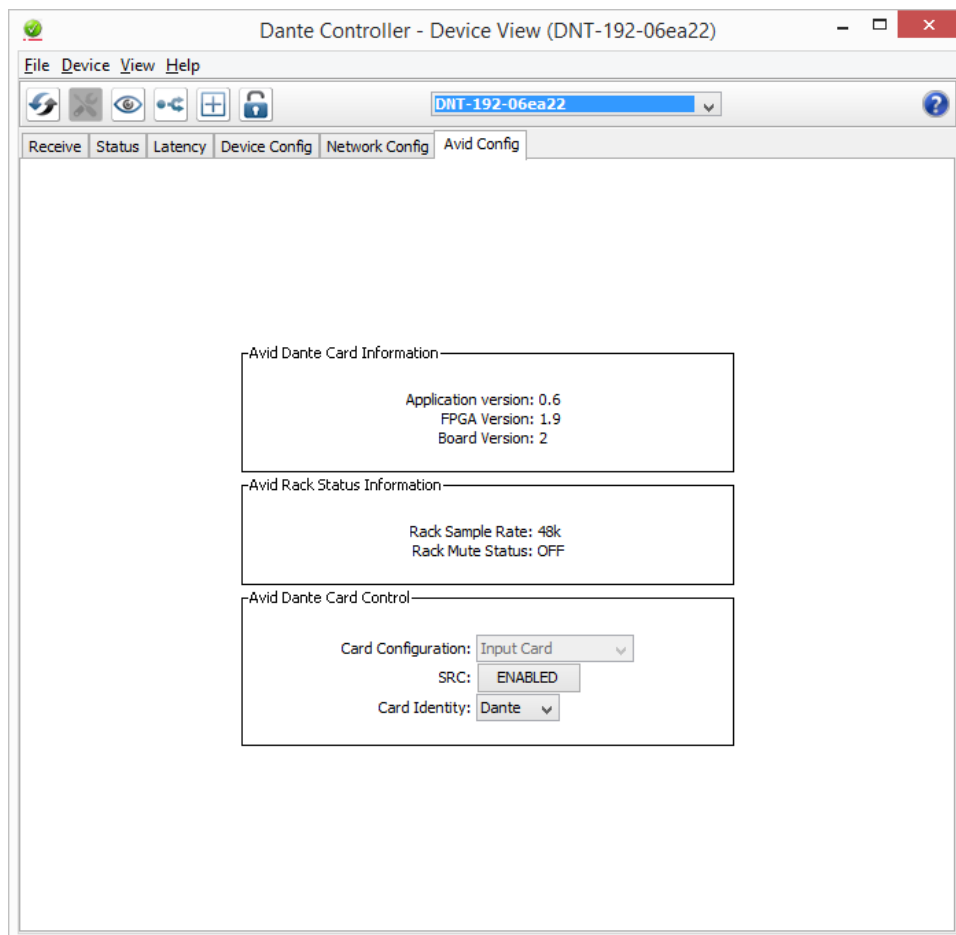 Dante Controller - Device View (DNT-192-06ea22)
File Device View Help
DNT-192-06ea22
Receive Status Latency Device Config Network Config Avid Config
Avid Dante Card Information
Application version: 0.6
FPGA Version: 1.9
Board Version: 2
Avid Rack Status Information
Rack Sample Rate: 48k
Rack Mute Status: OFF
Avid Dante Card Control
Card Configuration: Input Card
SRC: ENABLED
Card Identity: Dante